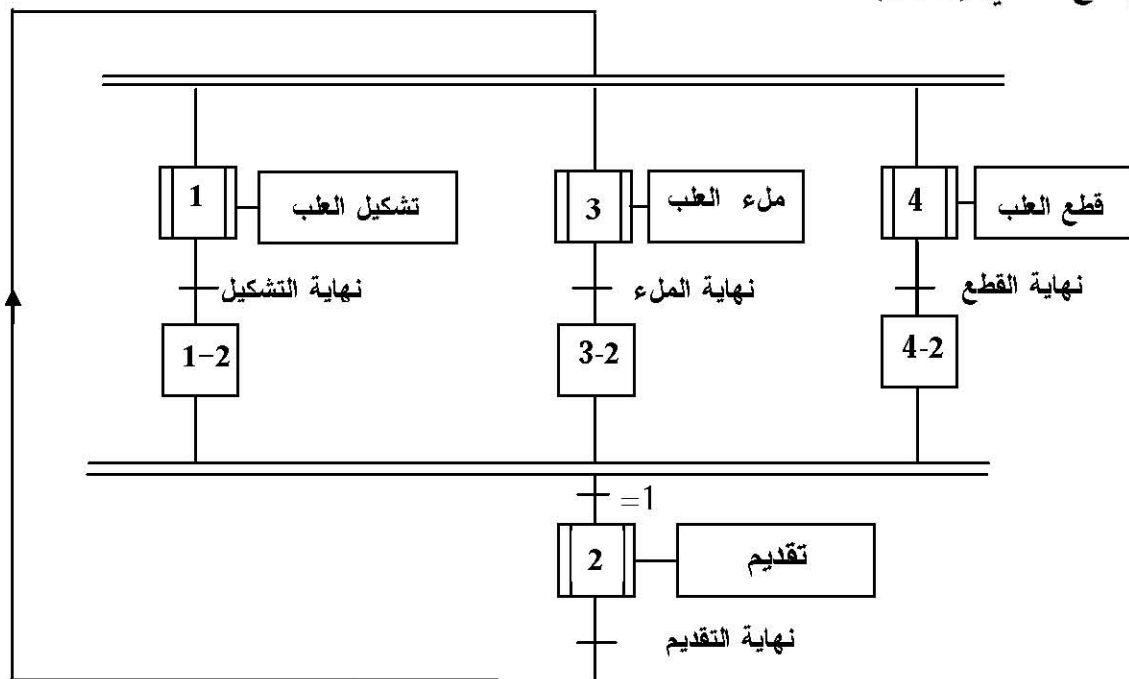 1 تشكيل العلب
3 ملء العلب
4 قطع العلب
نهاية التشكيل
نهاية الملء
نهاية القطع
1-2
3-2
4-2
=1
2 تقديم
نهاية التقديم